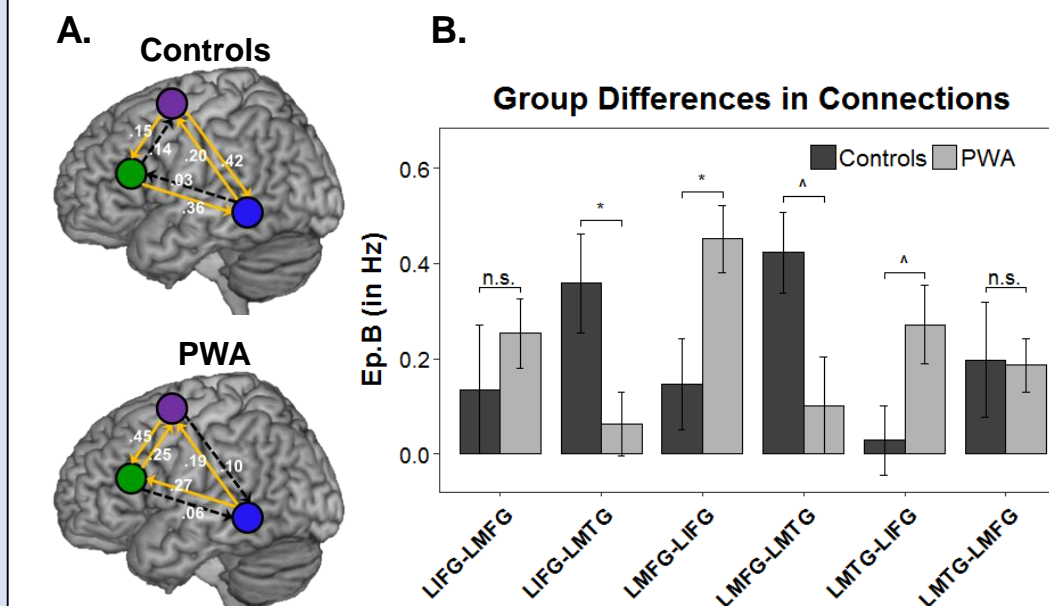 A.
Controls
.15
.14
.20
.42
.03
.36
PWA
.45
.25
.19
.10
.27
.06
B.
Group Differences in Connections
Controls PWA
Ep.B (in Hz)
0.6
0.4
0.2
0.0
n.s.
*
*
^
^
n.s.
LIFG-LMFG
LIFG-LMTG
LMFG-LIFG
LMFG-LMTG
LMTG-LIFG
LMTG-LMFG